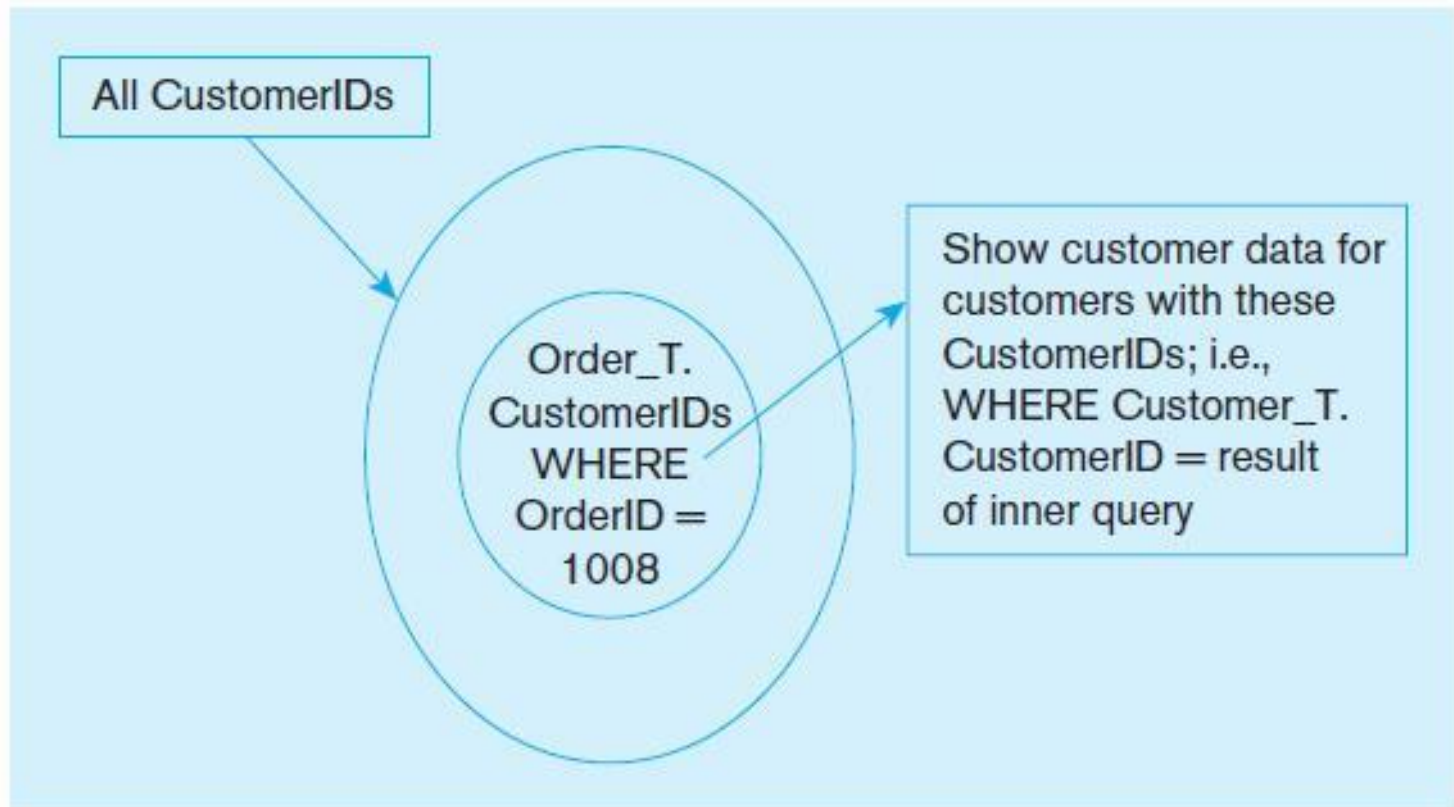 All CustomerIDs
Order_T.
CustomerIDs
WHERE
OrderID =
1008
Show customer data for
customers with these
CustomerIDs; i.e.,
WHERE Customer_T.
CustomerID = result
of inner query